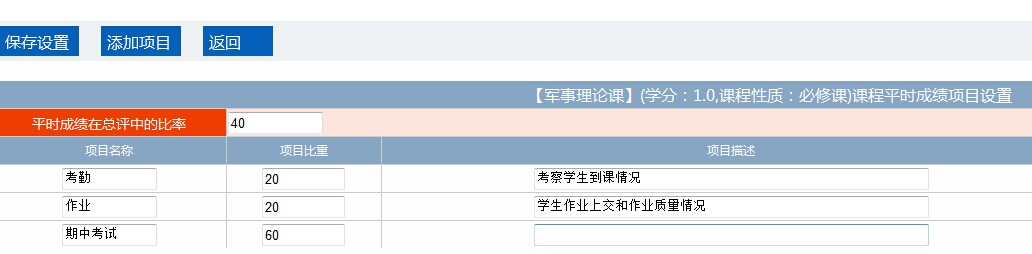 保存设置 添加项目 返回
【军事理论课】(学分：1.0,课程性质：必修课)课程平时成绩项目设置
平时成绩在总评中的比率 40
项目名称 项目比重 项目描述
考勤 20 考察学生到课情况
作业 20 学生作业上交和作业质量情况
期中考试 60